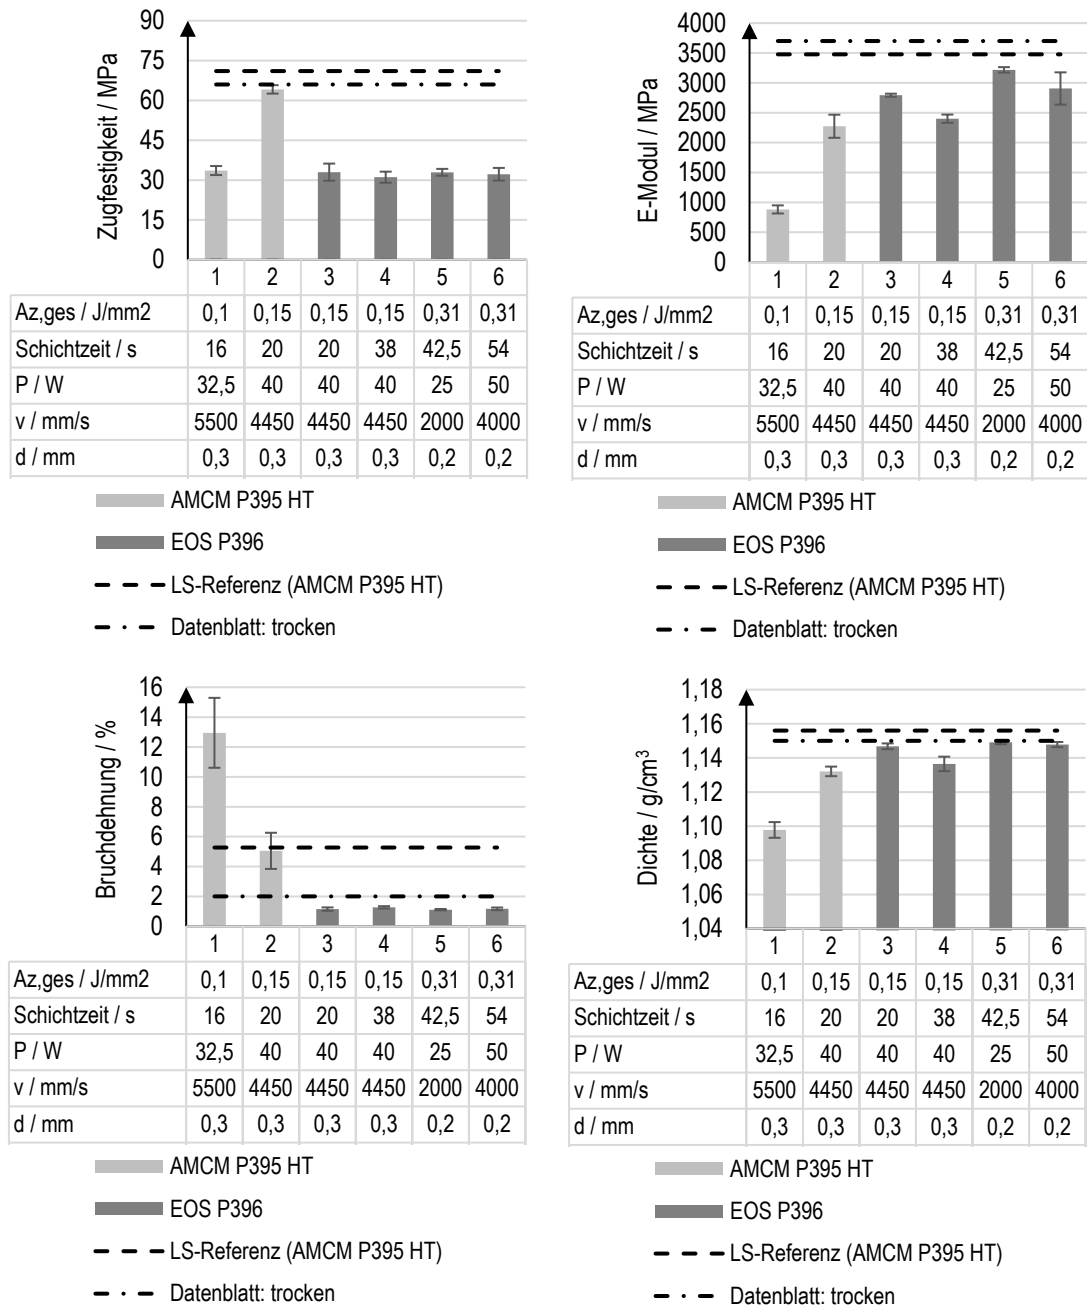 Zugfestigkeit / MPa
90
75
60
45
30
15
0
1 2 3 4 5 6
Az,ges / J/mm2 0,1 0,15 0,15 0,15 0,31 0,31
Schichtzeit / s 16 20 20 38 42,5 54
P / W 32,5 40 40 40 25 50
v / mm/s 5500 4450 4450 4450 2000 4000
d / mm 0,3 0,3 0,3 0,3 0,2 0,2
AMCM P395 HT
EOS P396
LS-Referenz (AMCM P395 HT)
Datenblatt: trocken
E-Modul / MPa
4000
3500
3000
2500
2000
1500
1000
500
0
1 2 3 4 5 6
Az,ges / J/mm2 0,1 0,15 0,15 0,15 0,31 0,31
Schichtzeit / s 16 20 20 38 42,5 54
P / W 32,5 40 40 40 25 50
v / mm/s 5500 4450 4450 4450 2000 4000
d / mm 0,3 0,3 0,3 0,3 0,2 0,2
AMCM P395 HT
EOS P396
LS-Referenz (AMCM P395 HT)
Datenblatt: trocken
Bruchdehnung / %
16
14
12
10
8
6
4
2
0
1 2 3 4 5 6
Az,ges / J/mm2 0,1 0,15 0,15 0,15 0,31 0,31
Schichtzeit / s 16 20 20 38 42,5 54
P / W 32,5 40 40 40 25 50
v / mm/s 5500 4450 4450 4450 2000 4000
d / mm 0,3 0,3 0,3 0,3 0,2 0,2
AMCM P395 HT
EOS P396
LS-Referenz (AMCM P395 HT)
Datenblatt: trocken
Dichte / g/cm³
1,18
1,16
1,14
1,12
1,10
1,08
1,06
1,04
1 2 3 4 5 6
Az,ges / J/mm2 0,1 0,15 0,15 0,15 0,31 0,31
Schichtzeit / s 16 20 20 38 42,5 54
P / W 32,5 40 40 40 25 50
v / mm/s 5500 4450 4450 4450 2000 4000
d / mm 0,3 0,3 0,3 0,3 0,2 0,2
AMCM P395 HT
EOS P396
LS-Referenz (AMCM P395 HT)
Datenblatt: trocken